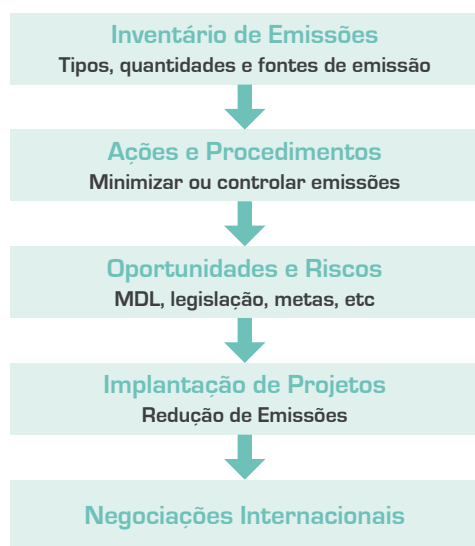 Inventário de Emissões
Tipos, quantidades e fontes de emissão
Ações e Procedimentos
Minimizar ou controlar emissões
Oportunidades e Riscos
MDL, legislação, metas, etc
Implantação de Projetos
Redução de Emissões
Negociações Internacionais